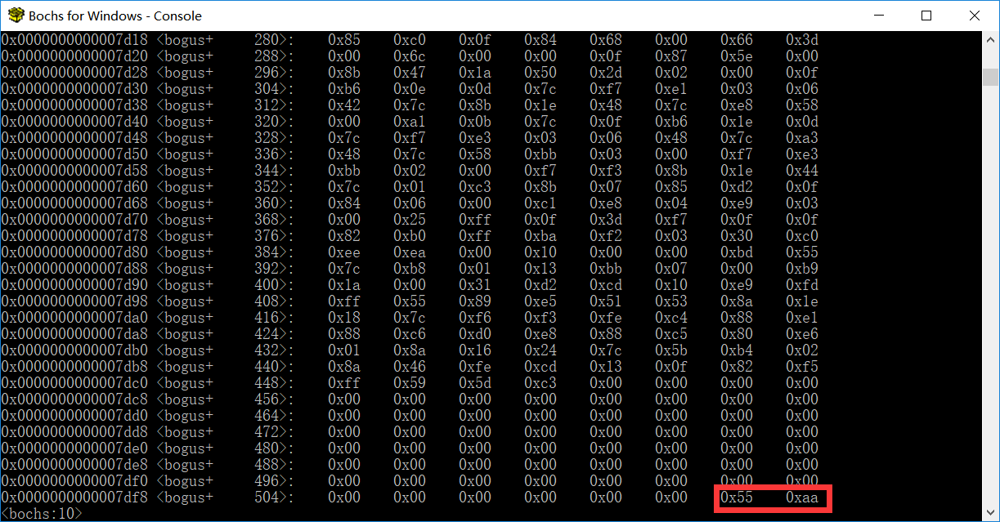 Bochs for Windows - Console
0x0000000000007d18 <bogus+ 280>: 0x85 0xc0 0x0f 0x84 0x68 0x00 0x66 0x3d
0x0000000000007d20 <bogus+ 288>: 0x00 0x6c 0x00 0x00 0x0f 0x87 0x5e 0x00
0x0000000000007d28 <bogus+ 296>: 0x8b 0x47 0x1a 0x50 0x2d 0x02 0x00 0x0f
0x0000000000007d30 <bogus+ 304>: 0xb6 0x0e 0x0d 0x7c 0xf7 0xe1 0x03 0x06
0x0000000000007d38 <bogus+ 312>: 0x42 0x7c 0x8b 0x1e 0x48 0x7c 0xe8 0x58
0x0000000000007d40 <bogus+ 320>: 0x00 0xa1 0x0b 0x7c 0x0f 0xb6 0x1e 0x0d
0x0000000000007d48 <bogus+ 328>: 0x7c 0xf7 0xe3 0x03 0x06 0x48 0x7c 0xa3
0x0000000000007d50 <bogus+ 336>: 0x48 0x7c 0x58 0xbb 0x03 0x00 0xf7 0xe3
0x0000000000007d58 <bogus+ 344>: 0xbb 0x02 0x00 0xf7 0xf3 0x8b 0x1e 0x44
0x0000000000007d60 <bogus+ 352>: 0x7c 0x01 0xc3 0x8b 0x07 0x85 0xd2 0x0f
0x0000000000007d68 <bogus+ 360>: 0x84 0x06 0x00 0xc1 0xe8 0x04 0xe9 0x03
0x0000000000007d70 <bogus+ 368>: 0x00 0x25 0xff 0x0f 0x3d 0xf7 0x0f 0x0f
0x0000000000007d78 <bogus+ 376>: 0x82 0xb0 0xff 0xba 0xf2 0x03 0x30 0xc0
0x0000000000007d80 <bogus+ 384>: 0xee 0xea 0x00 0x10 0x00 0x00 0xbd 0x55
0x0000000000007d88 <bogus+ 392>: 0x7c 0xb8 0x01 0x13 0xbb 0x07 0x00 0xb9
0x0000000000007d90 <bogus+ 400>: 0x1a 0x00 0x31 0xd2 0xcd 0x10 0xe9 0xfd
0x0000000000007d98 <bogus+ 408>: 0xff 0x55 0x89 0xe5 0x51 0x53 0x8a 0x1e
0x0000000000007da0 <bogus+ 416>: 0x18 0x7c 0xf6 0xf3 0xfe 0xc4 0x88 0xe1
0x0000000000007da8 <bogus+ 424>: 0x88 0xc6 0xd0 0xe8 0x88 0xc5 0x80 0xe6
0x0000000000007db0 <bogus+ 432>: 0x01 0x8a 0x16 0x24 0x7c 0x5b 0xb4 0x02
0x0000000000007db8 <bogus+ 440>: 0x8a 0x46 0xfe 0xcd 0x13 0x0f 0x82 0xf5
0x0000000000007dc0 <bogus+ 448>: 0xff 0x59 0x5d 0xc3 0x00 0x00 0x00 0x00
0x0000000000007dc8 <bogus+ 456>: 0x00 0x00 0x00 0x00 0x00 0x00 0x00 0x00
0x0000000000007dd0 <bogus+ 464>: 0x00 0x00 0x00 0x00 0x00 0x00 0x00 0x00
0x0000000000007dd8 <bogus+ 472>: 0x00 0x00 0x00 0x00 0x00 0x00 0x00 0x00
0x0000000000007de0 <bogus+ 480>: 0x00 0x00 0x00 0x00 0x00 0x00 0x00 0x00
0x0000000000007de8 <bogus+ 488>: 0x00 0x00 0x00 0x00 0x00 0x00 0x00 0x00
0x0000000000007df0 <bogus+ 496>: 0x00 0x00 0x00 0x00 0x00 0x00 0x00 0x00
0x0000000000007df8 <bogus+ 504>: 0x00 0x00 0x00 0x00 0x00 0x00 0x55 0xaa
<bochs:10>